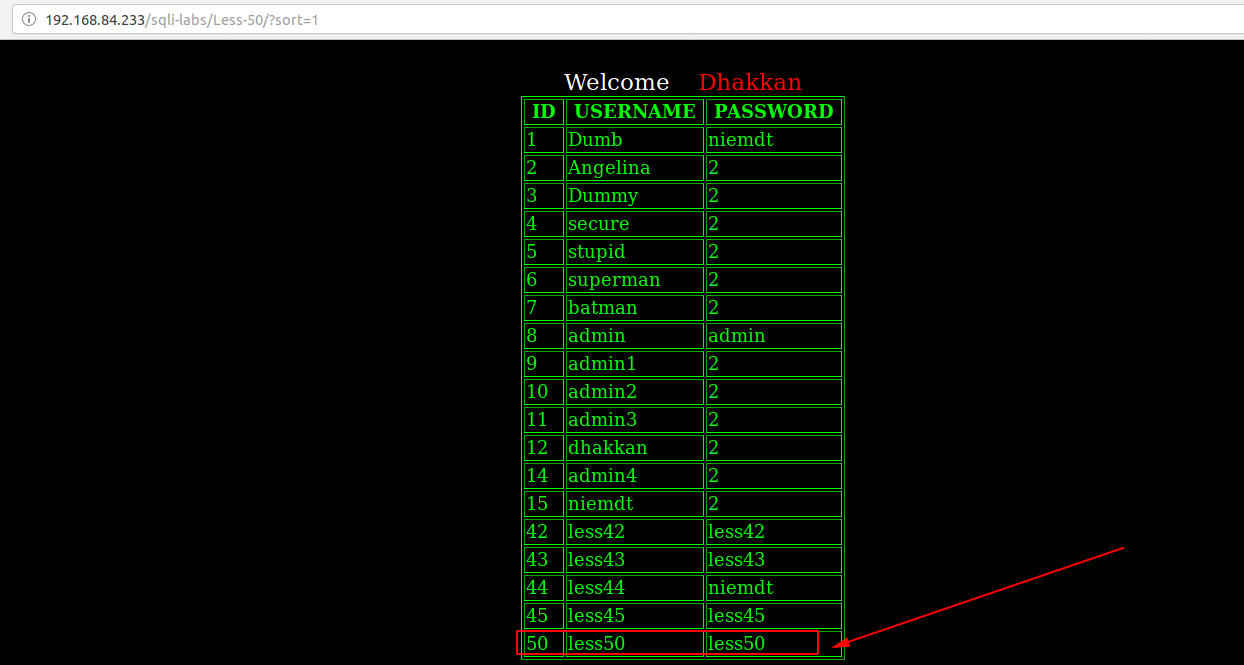 192.168.84.233/sqli-labs/Less-50/?sort=1
Welcome Dhakkan
ID USERNAME PASSWORD
1 Dumb niemdt
2 Angelina 2
3 Dummy 2
4 secure 2
5 stupid 2
6 superman 2
7 batman 2
8 admin admin
9 admin1 2
10 admin2 2
11 admin3 2
12 dhakkan 2
14 admin4 2
15 niemdt 2
42 less42 less42
43 less43 less43
44 less44 niemdt
45 less45 less45
50 less50 less50